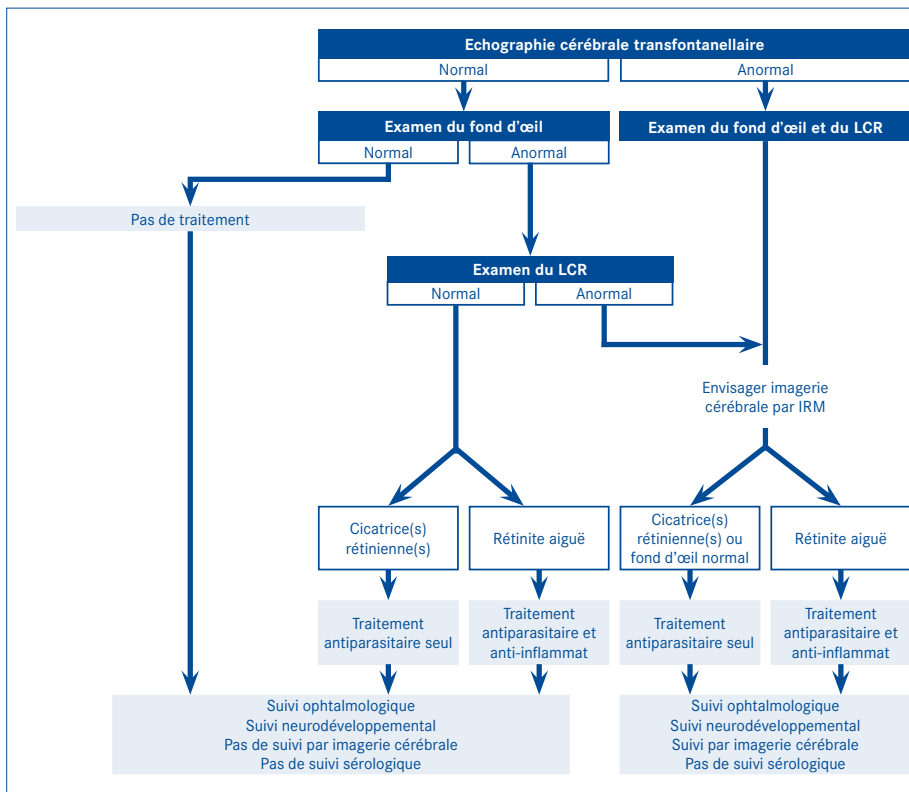 Echographie cérébrale transfontanellaire
Normal
Anormal
Examen du fond d'œil
Examen du fond d'œil et du LCR
Normal
Anormal
Pas de traitement
Examen du LCR
Normal
Anormal
Envisager imagerie
cérébrale par IRM
Cicatrice(s)
rétinienne(s)
Rétinite aiguë
Cicatrice(s)
rétinienne(s) ou
fond d'œil normal
Rétinite aiguë
Traitement
antiparasitaire seul
Traitement
antiparasitaire et
anti-inflammat
Traitement
antiparasitaire seul
Traitement
antiparasitaire et
anti-inflammat
Suivi ophtalmologique
Suivi neurodéveloppemental
Pas de suivi par imagerie cérébrale
Pas de suivi sérologique
Suivi ophtalmologique
Suivi neurodéveloppemental
Suivi par imagerie cérébrale
Pas de suivi sérologique